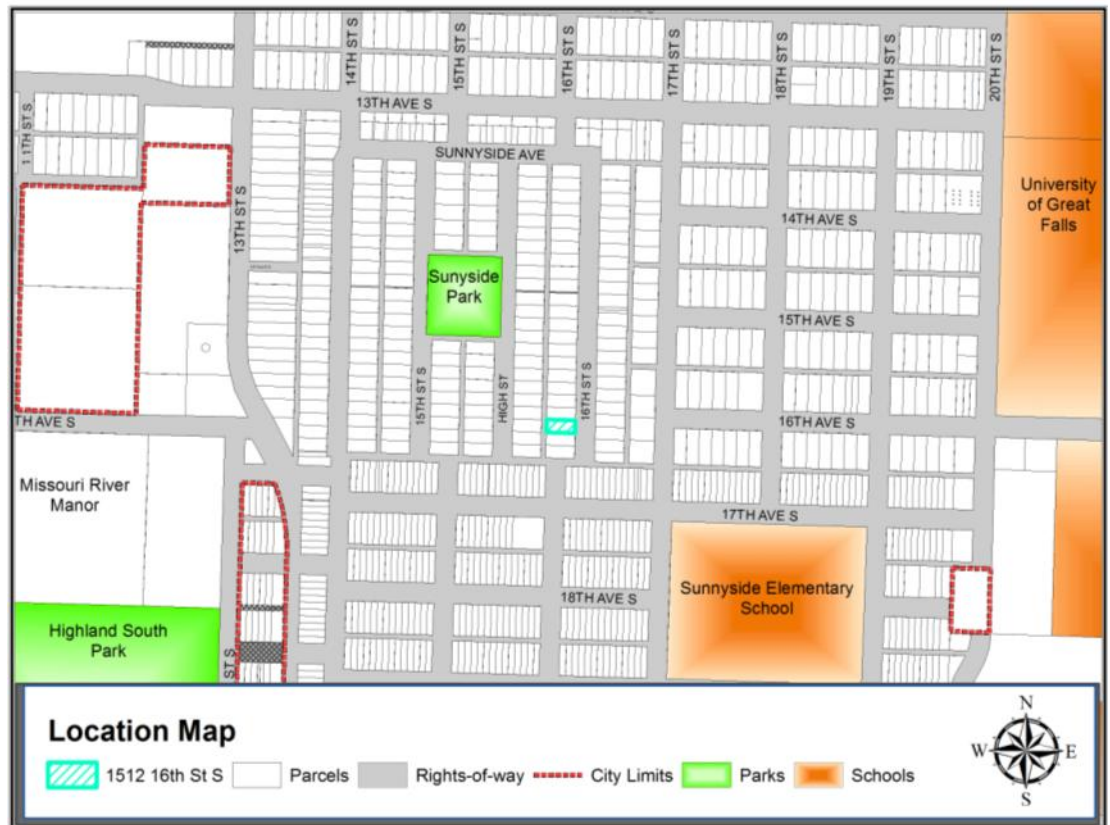 14TH ST S
15TH ST S
16TH ST S
17TH ST S
18TH ST S
19TH ST S
20TH ST S
13TH AVE S
1 1TH ST S
SUNNYSIDE AVE
13TH ST S
14TH AVE S
University
of Great
Falls
Sunyside
Park
15TH AVE S
15TH ST S
HIGH ST
16TH ST S
16TH AVE S
TH AVE S
Missouri River
Manor
17TH AVE S
Sunnyside Elementary
School
18TH AVE S
Highland South
Park
ST S
Location Map
N
W
E
S
1512 16th St S
Parcels
Rights-of-way
City Limits
Parks
Schools